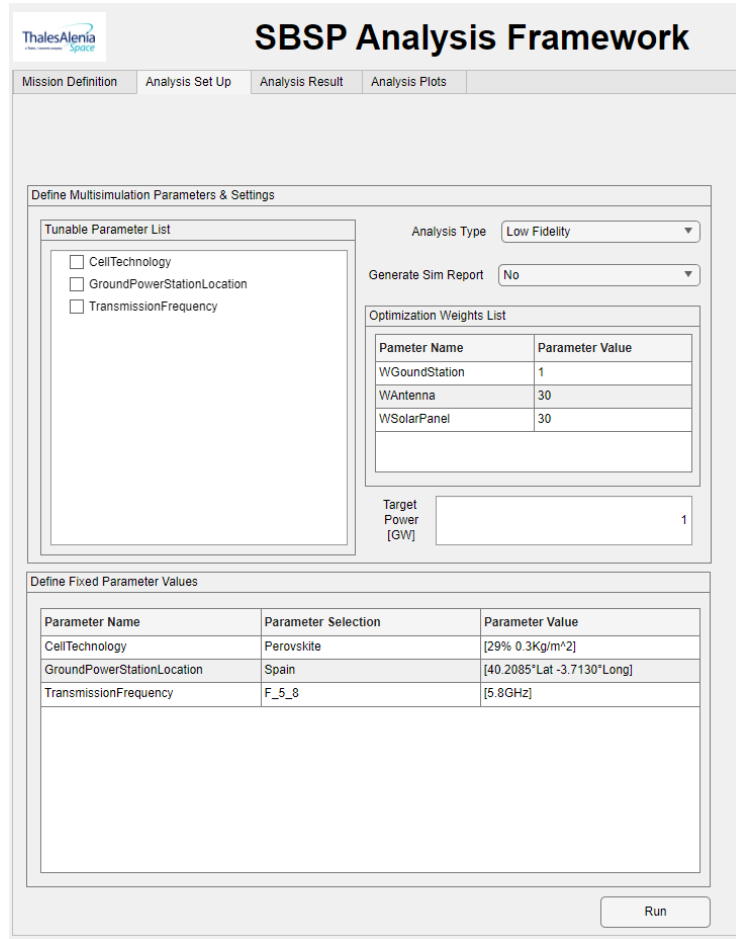 ThalesAlenia
Space
SBSP Analysis Framework
Mission Definition Analysis Set Up Analysis Result Analysis Plots
Define Multisimulation Parameters & Settings
Tunable Parameter List
CellTechnology
GroundPowerStationLocation
TransmissionFrequency
Analysis Type Low Fidelity
Generate Sim Report No
Optimization Weights List
Pameter Name Parameter Value
WGoundStation 1
WAntenna 30
WSolarPanel 30
Target
Power
[GW]
1
Define Fixed Parameter Values
Parameter Name Parameter Selection Parameter Value
CellTechnology Perovskite [29% 0.3Kg/m^2]
GroundPowerStationLocation Spain [40.2085°Lat -3.7130°Long]
TransmissionFrequency F_5_8 [5.8GHz]
Run